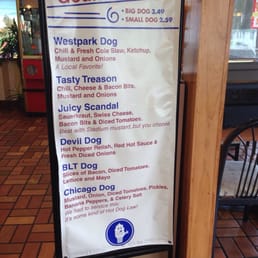 • BIG DOG 3.49
• SMALL DOG 2.59
Westpark Dog
Chili & Fresh Cole Slaw, Ketchup,
Mustard and Onions
A Local Favorite!
Tasty Treason
Chili, Cheese & Bacon Bits,
Mustard and Onions
Juicy Scandal
Sauerkraut, Swiss Cheese,
Bacon Bits & Diced Tomatoes.
Best with Stadium mustard, but you choose
Devil Dog
Hot Pepper Relish, Red Hot Sauce &
Fresh Diced Onions
BLT Dog
Slices of Bacon, Diced Tomatoes,
Lettuce and Mayo
Chicago Dog
Mustard, Onion, Diced Tomatoes, Pickles,
Banana Peppers, & Celery Salt
We had to service this:
it's some kind of Hot Dog Law!